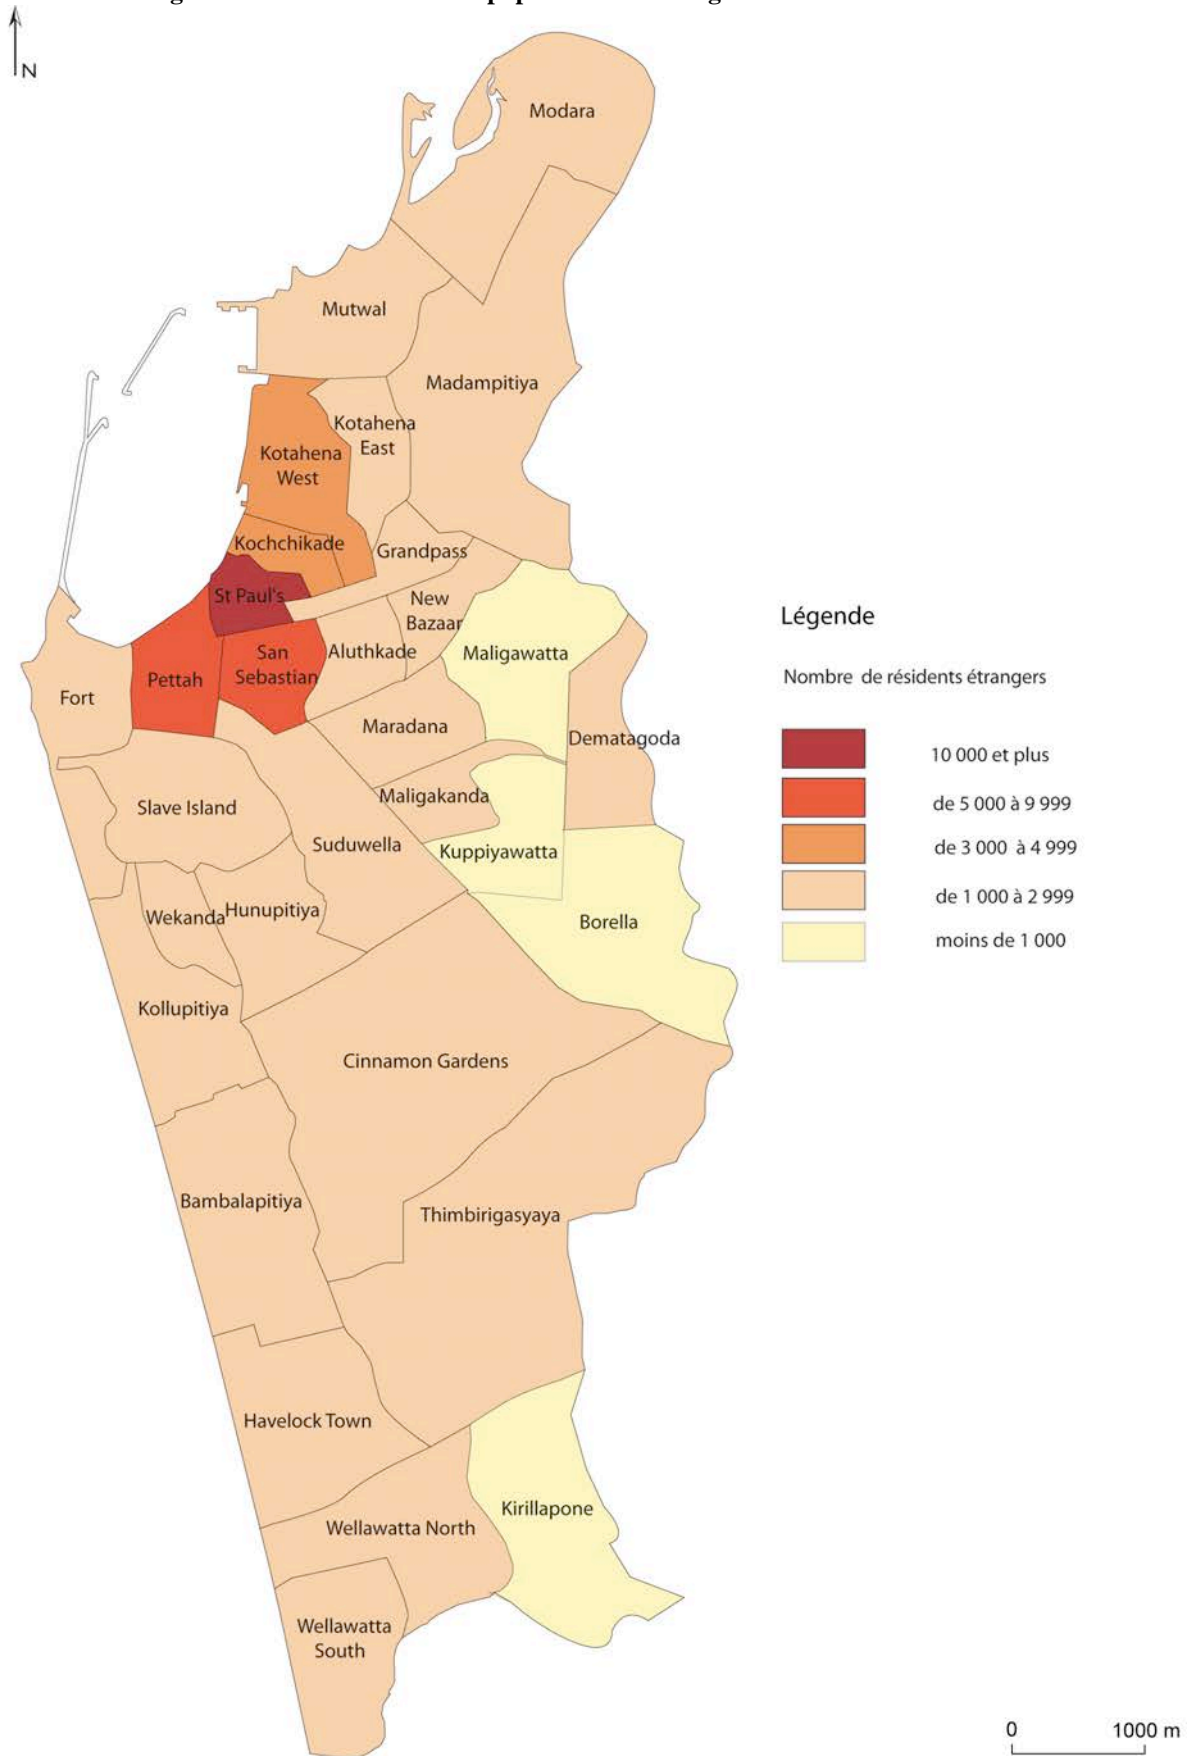 N
Modara
Mutwal
Madampitiya
Kotahena
East
Kotahena
West
Kochchikade
Grandpass
St Paul's
New
Bazaar
San
Sebastian
Aluthkade
Maligawatta
Pettah
Fort
Maradana
Dematagoda
Maligakanda
Slave Island
Suduwella
Kuppiyawatta
Wekanda
Hunupitiya
Borella
Kollupitiya
Cinnamon Gardens
Bambalapitiya
Thimbirigasyaya
Havelock Town
Kirillapone
Wellawatta North
Wellawatta
South
Légende
Nombre de résidents étrangers
10 000 et plus
de 5 000 à 9 999
de 3 000 à 4 999
de 1 000 à 2 999
moins de 1 000
0 1000 m